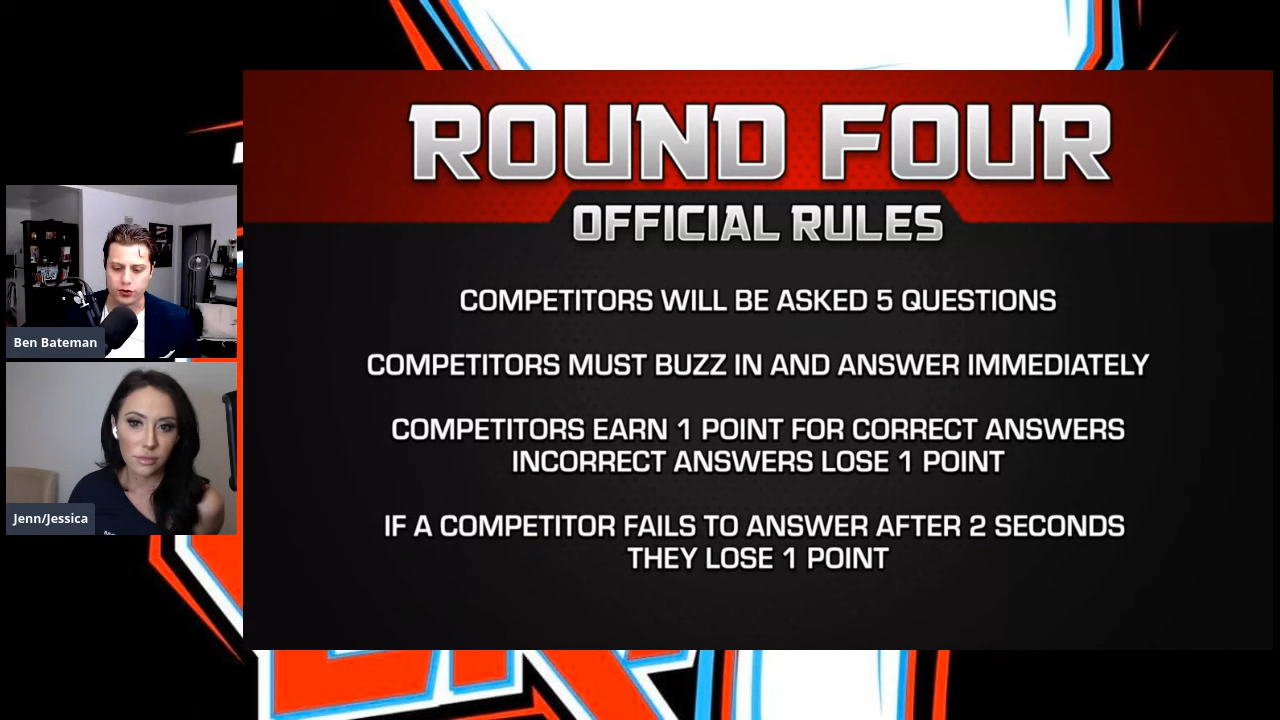 ROUND FOUR
OFFICIAL RULES
COMPETITORS WILL BE ASKED 5 QUESTIONS
COMPETITORS MUST BUZZ IN AND ANSWER IMMEDIATELY
COMPETITORS EARN 1 POINT FOR CORRECT ANSWERS
INCORRECT ANSWERS LOSE 1 POINT
IF A COMPETITOR FAILS TO ANSWER AFTER 2 SECONDS
THEY LOSE 1 POINT
Ben Bateman
Jenn/Jessica